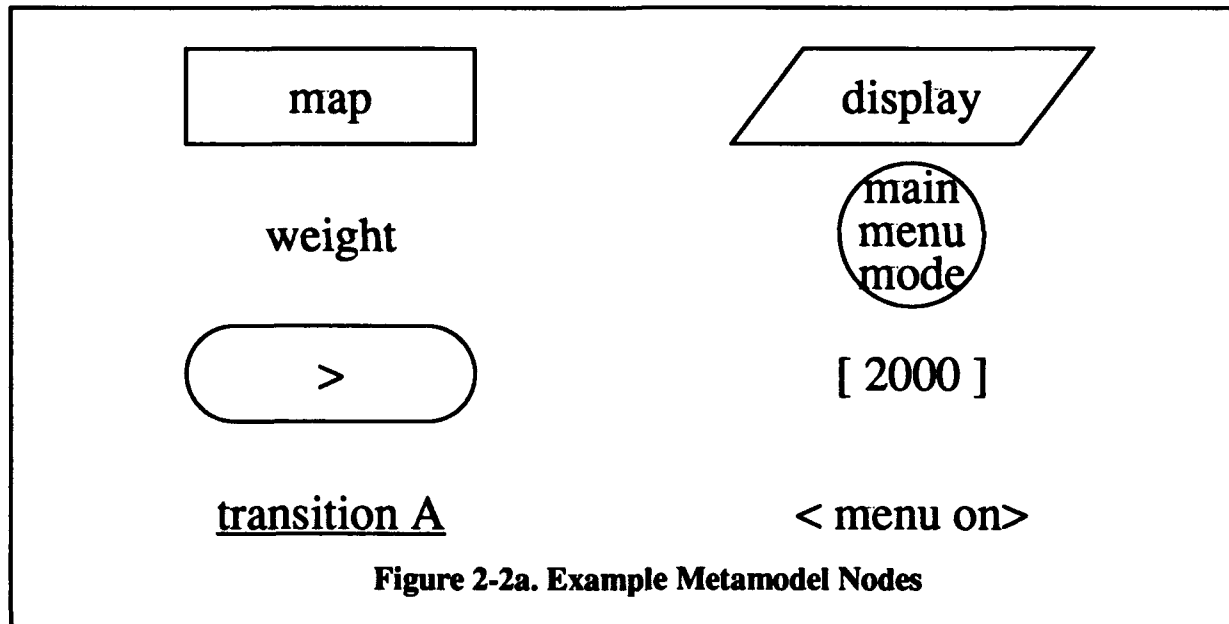 map
display
weight
main
menu
mode
>
[ 2000 ]
transition A
< menu on>
Figure 2-2a. Example Metamodel Nodes